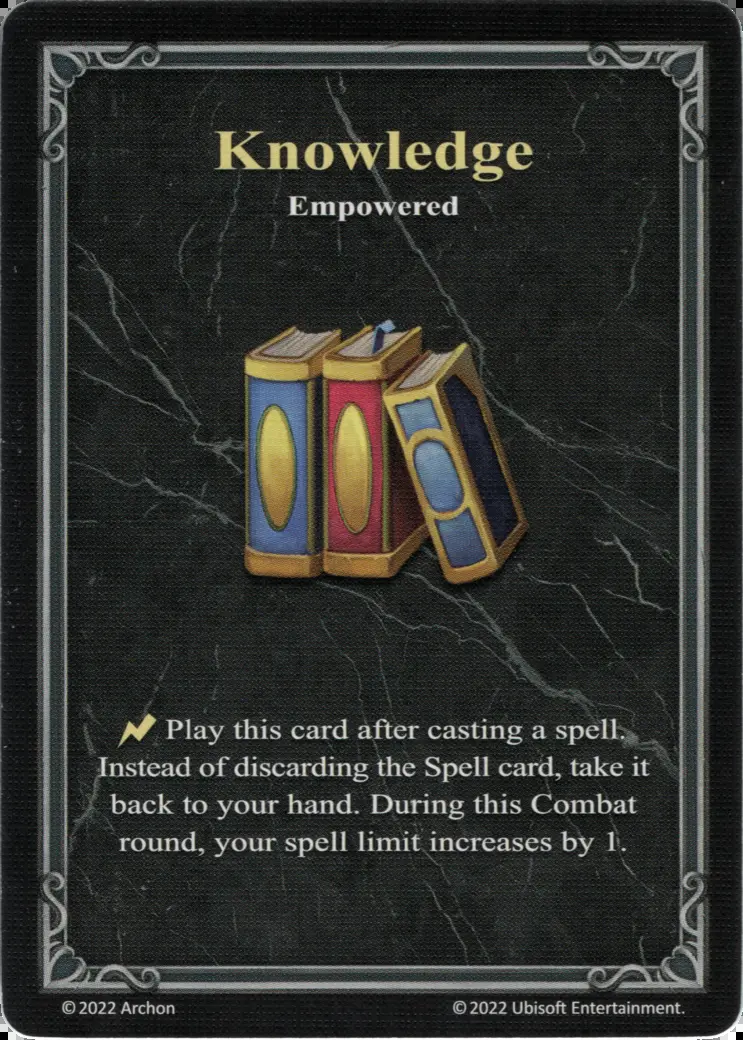 Knowledge
Empowered
Play this card after casting a spell.
Instead of discarding the Spell card, take it
back to your hand. During this Combat
round, your spell limit increases by 1.
© 2022 Archon
© 2022 Ubisoft Entertainment.